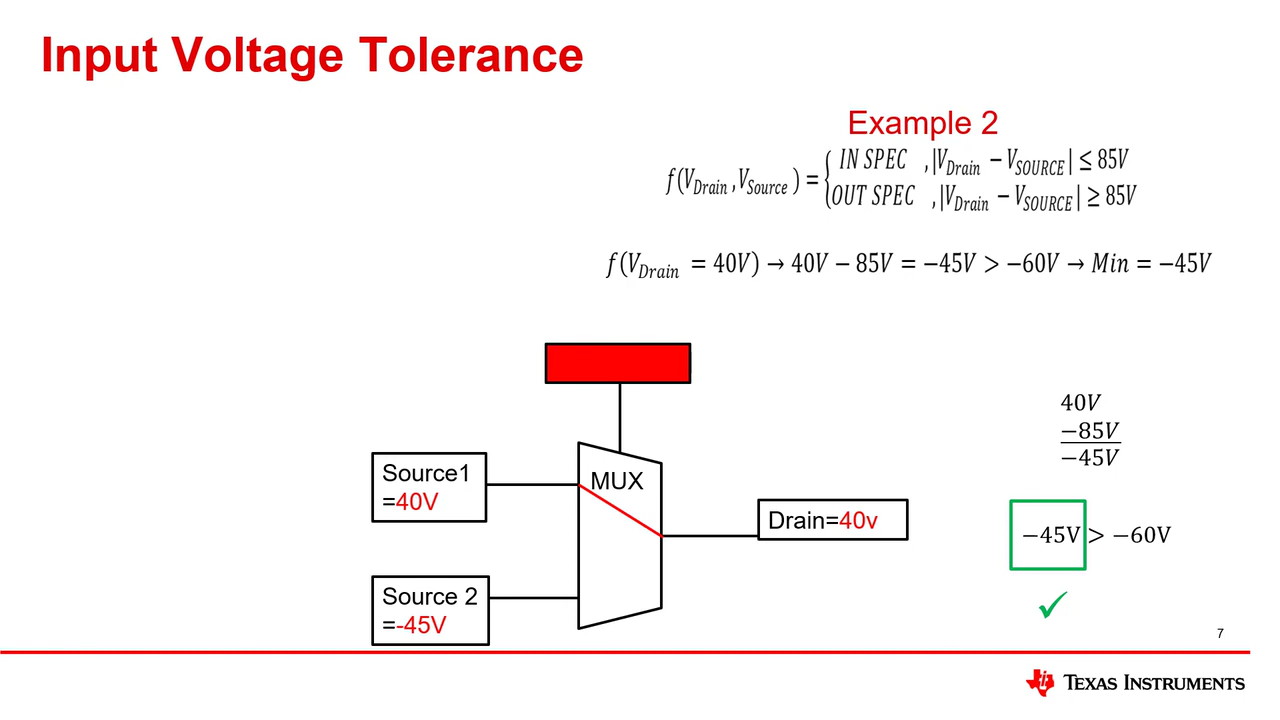 Input Voltage Tolerance
Example 2
f(V_Drain ,V_Source ) = { IN SPEC , |V_Drain − V_SOURCE| ≤ 85V
OUT SPEC , |V_Drain − V_SOURCE| ≥ 85V
f(V_Drain = 40V) → 40V − 85V = −45V > −60V → Min = −45V
40V
−85V
−45V
Source1
=40V
MUX
Drain=40v
−45V > −60V
✓
Source 2
=-45V
7
TEXAS INSTRUMENTS